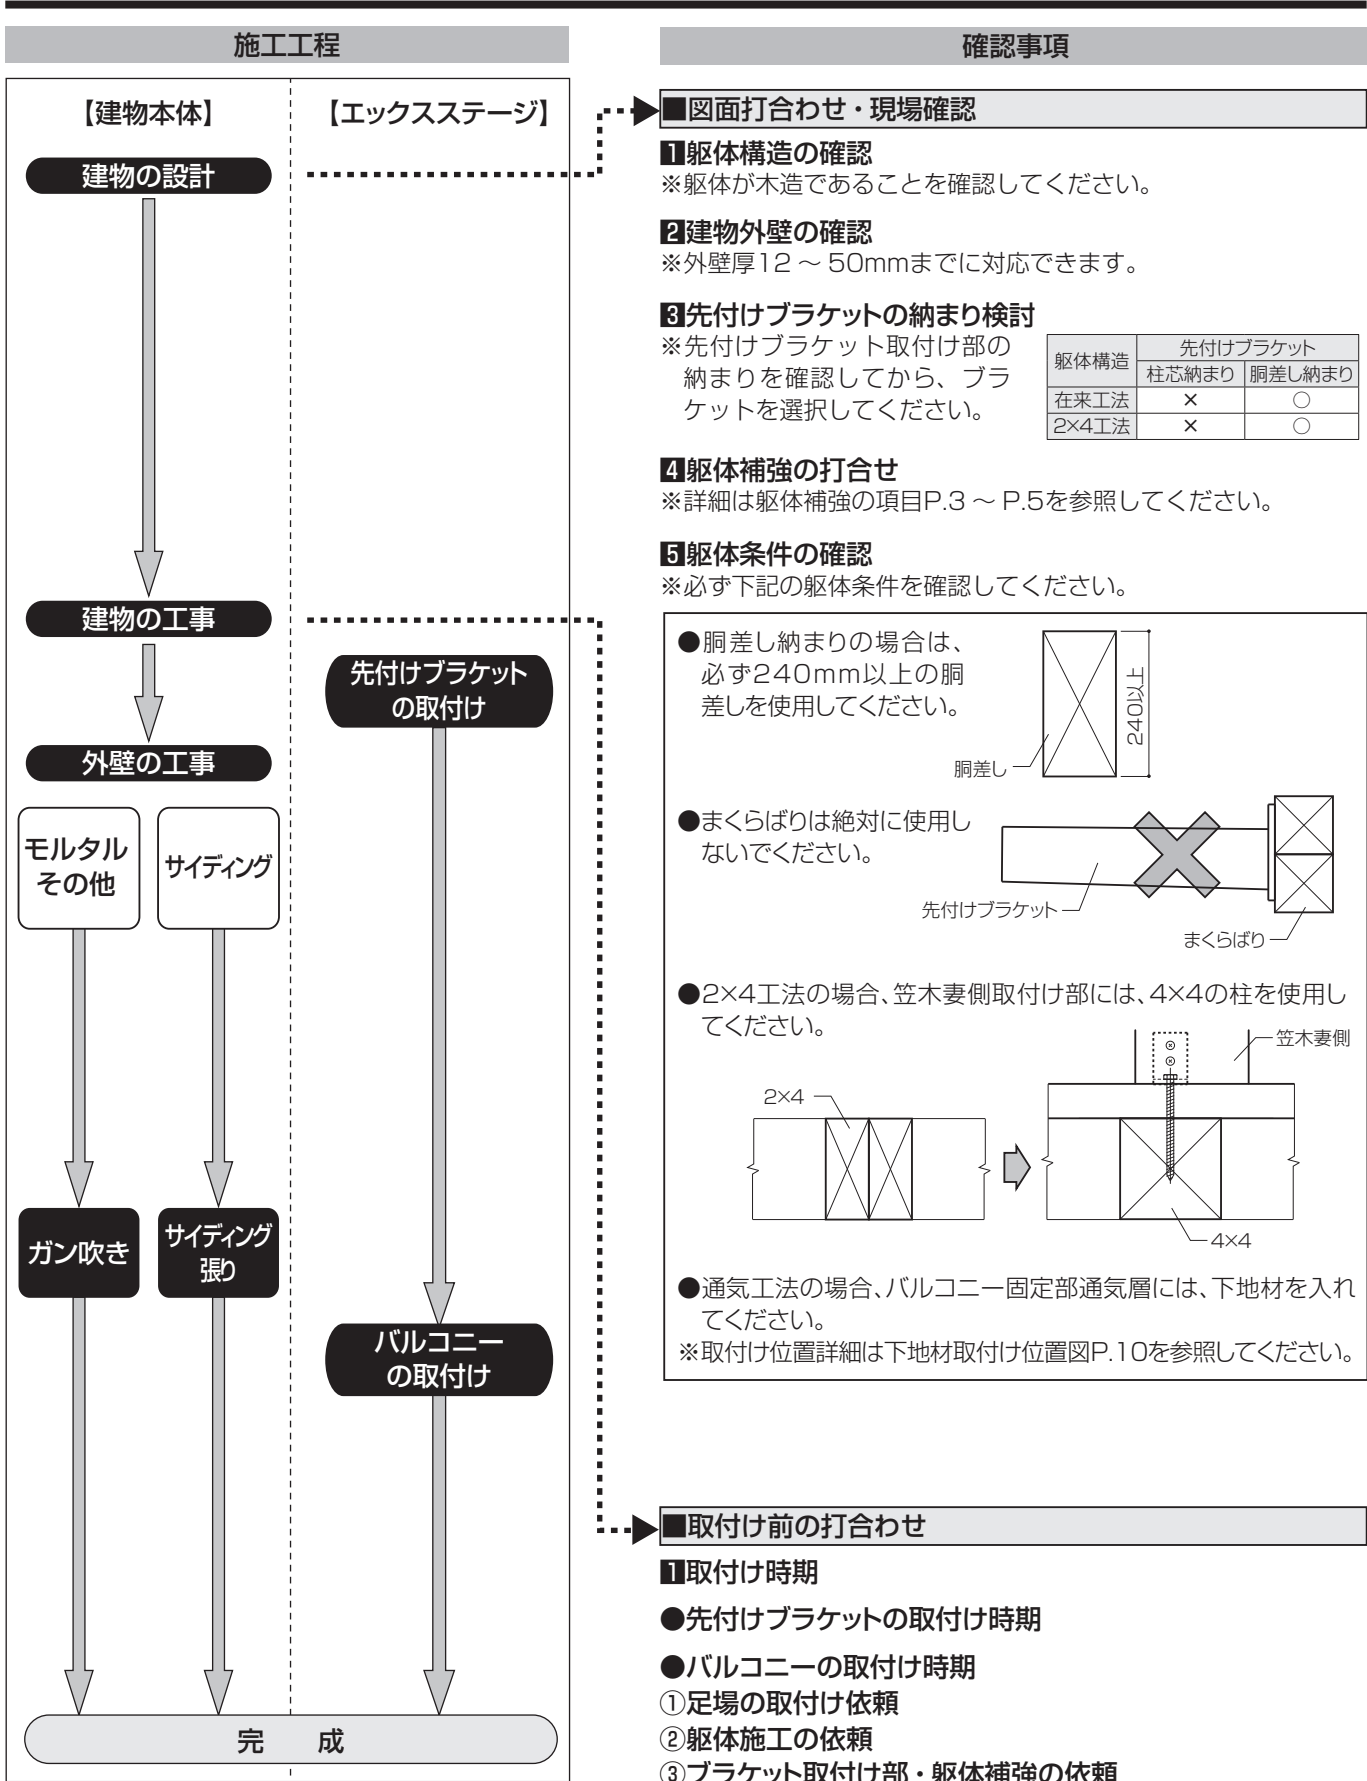 施工工程
【建物本体】
【エックスステージ】
建物の設計
建物の工事
先付けブラケット
の取付け
外壁の工事
モルタル
その他
サイディング
ガン吹き
サイディング
張り
バルコニー
の取付け
完　成
確認事項
■図面打合わせ・現場確認
1躯体構造の確認
※躯体が木造であることを確認してください。
2建物外壁の確認
※外壁厚12～50mmまでに対応できます。
3先付けブラケットの納まり検討
※先付けブラケット取付け部の
納まりを確認してから、ブラ
ケットを選択してください。
躯体構造 先付けブラケット
柱芯納まり 胴差し納まり
在来工法 × ○
2×4工法 × ○
4躯体補強の打合せ
※詳細は躯体補強の項目P.3～P.5を参照してください。
5躯体条件の確認
※必ず下記の躯体条件を確認してください。
●胴差し納まりの場合は、
必ず240mm以上の胴
差しを使用してください。
240以上
胴差し
●まくらばりは絶対に使用し
ないでください。
先付けブラケット
まくらばり
●2×4工法の場合、笠木妻側取付け部には、4×4の柱を使用し
てください。
笠木妻側
2×4
4×4
●通気工法の場合、バルコニー固定部通気層には、下地材を入れ
てください。
※取付け位置詳細は下地材取付け位置図P.10を参照してください。
■取付け前の打合わせ
1取付け時期
●先付けブラケットの取付け時期
●バルコニーの取付け時期
①足場の取付け依頼
②躯体施工の依頼
③ブラケット取付け部・躯体補強の依頼